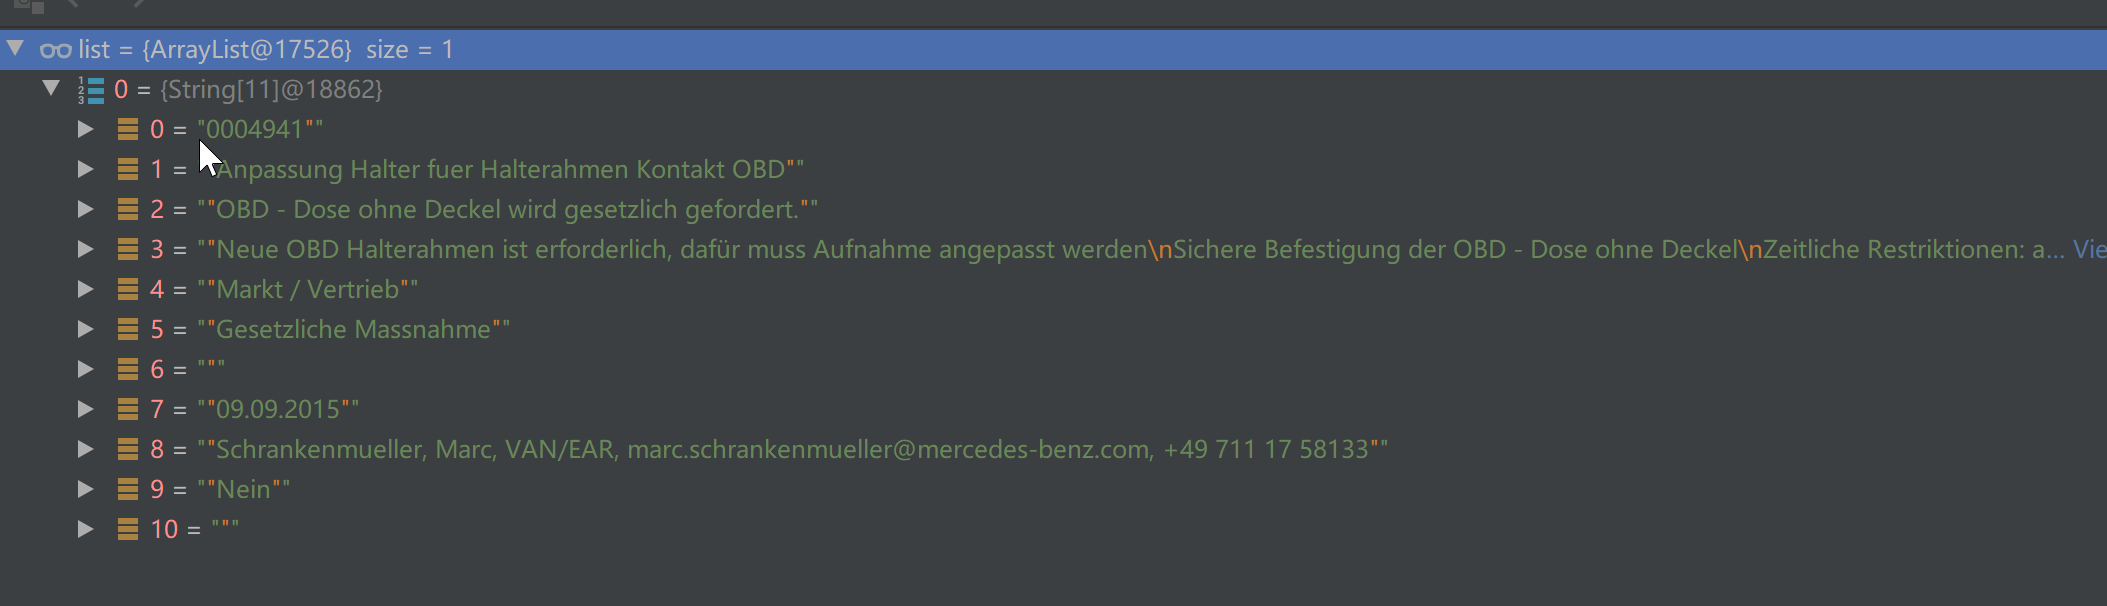 list = {ArrayList@17526} size = 1
0 = {String[11]@18862}
0 = "0004941""
1 = "Anpassung Halter fuer Halterahmen Kontakt OBD""
2 = ""OBD - Dose ohne Deckel wird gesetzlich gefordert.""
3 = ""Neue OBD Halterahmen ist erforderlich, dafür muss Aufnahme angepasst werden\nSichere Befestigung der OBD - Dose ohne Deckel\nZeitliche Restriktionen: a... Vie
4 = ""Markt / Vertrieb""
5 = ""Gesetzliche Massnahme""
6 = """
7 = ""09.09.2015""
8 = ""Schrankenmueller, Marc, VAN/EAR, marc.schrankenmueller@mercedes-benz.com, +49 711 17 58133""
9 = ""Nein""
10 = """